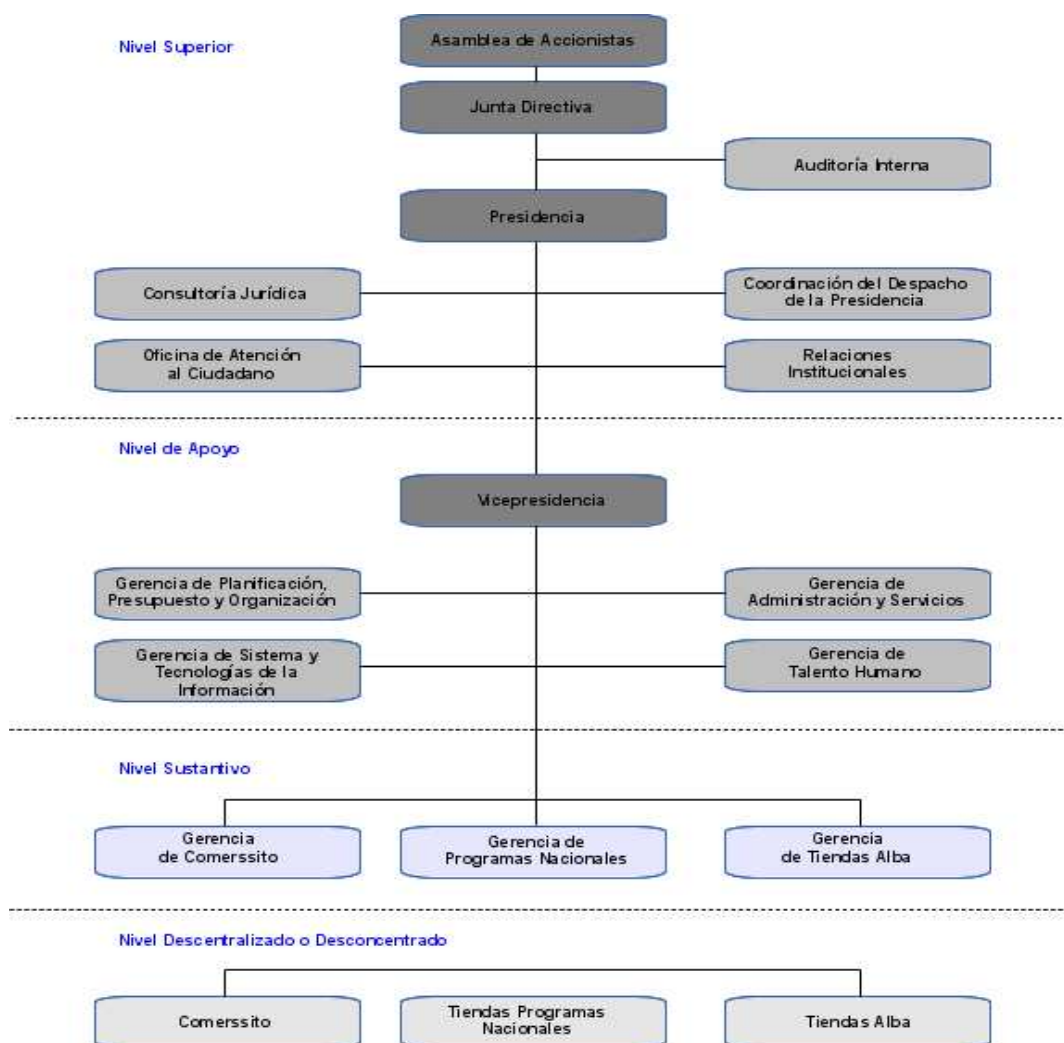 Nivel Superior
Asamblea de Accionistas
Junta Directiva
Auditoría Interna
Presidencia
Consultoría Jurídica
Coordinación del Despacho
de la Presidencia
Oficina de Atención
al Ciudadano
Relaciones
Institucionales
Nivel de Apoyo
Vicepresidencia
Gerencia de Planificación,
Presupuesto y Organización
Gerencia de
Administración y Servicios
Gerencia de Sistema y
Tecnologías de la
Información
Gerencia de
Talento Humano
Nivel Sustantivo
Gerencia
de Comerssito
Gerencia de
Programas Nacionales
Gerencia
de Tiendas Alba
Nivel Descentralizado o Desconcentrado
Comerssito
Tiendas Programas
Nacionales
Tiendas Alba